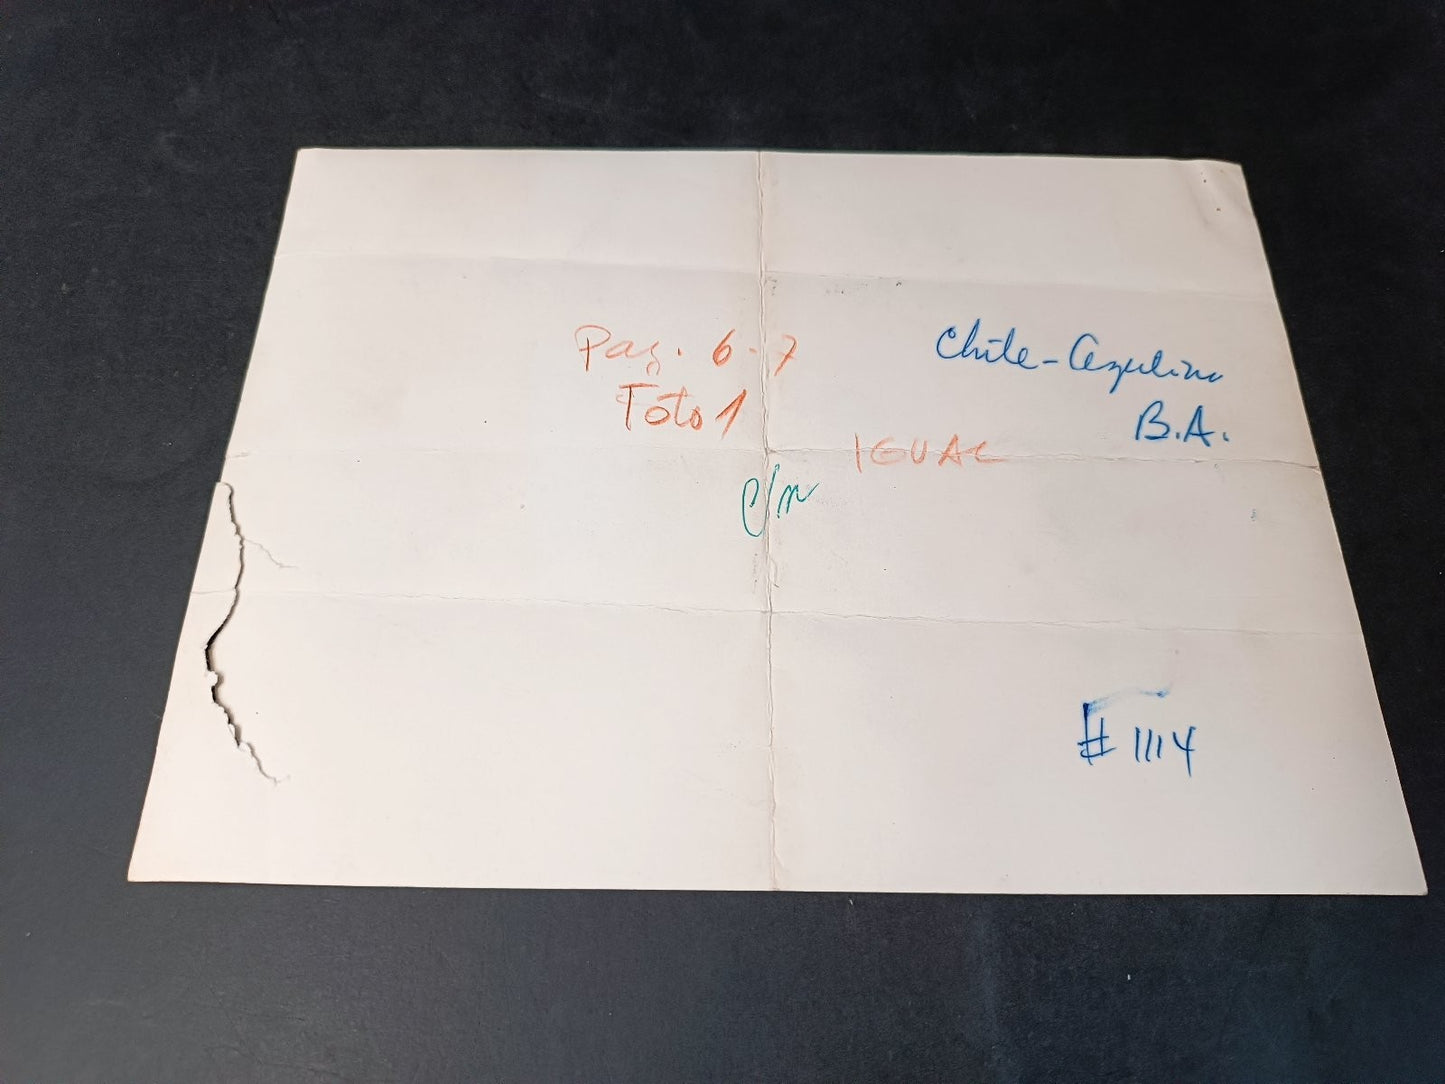 Pag. 6-7
Foto 1
Chile-Argentina
B.A.
IGUAL
c/m
# 1114